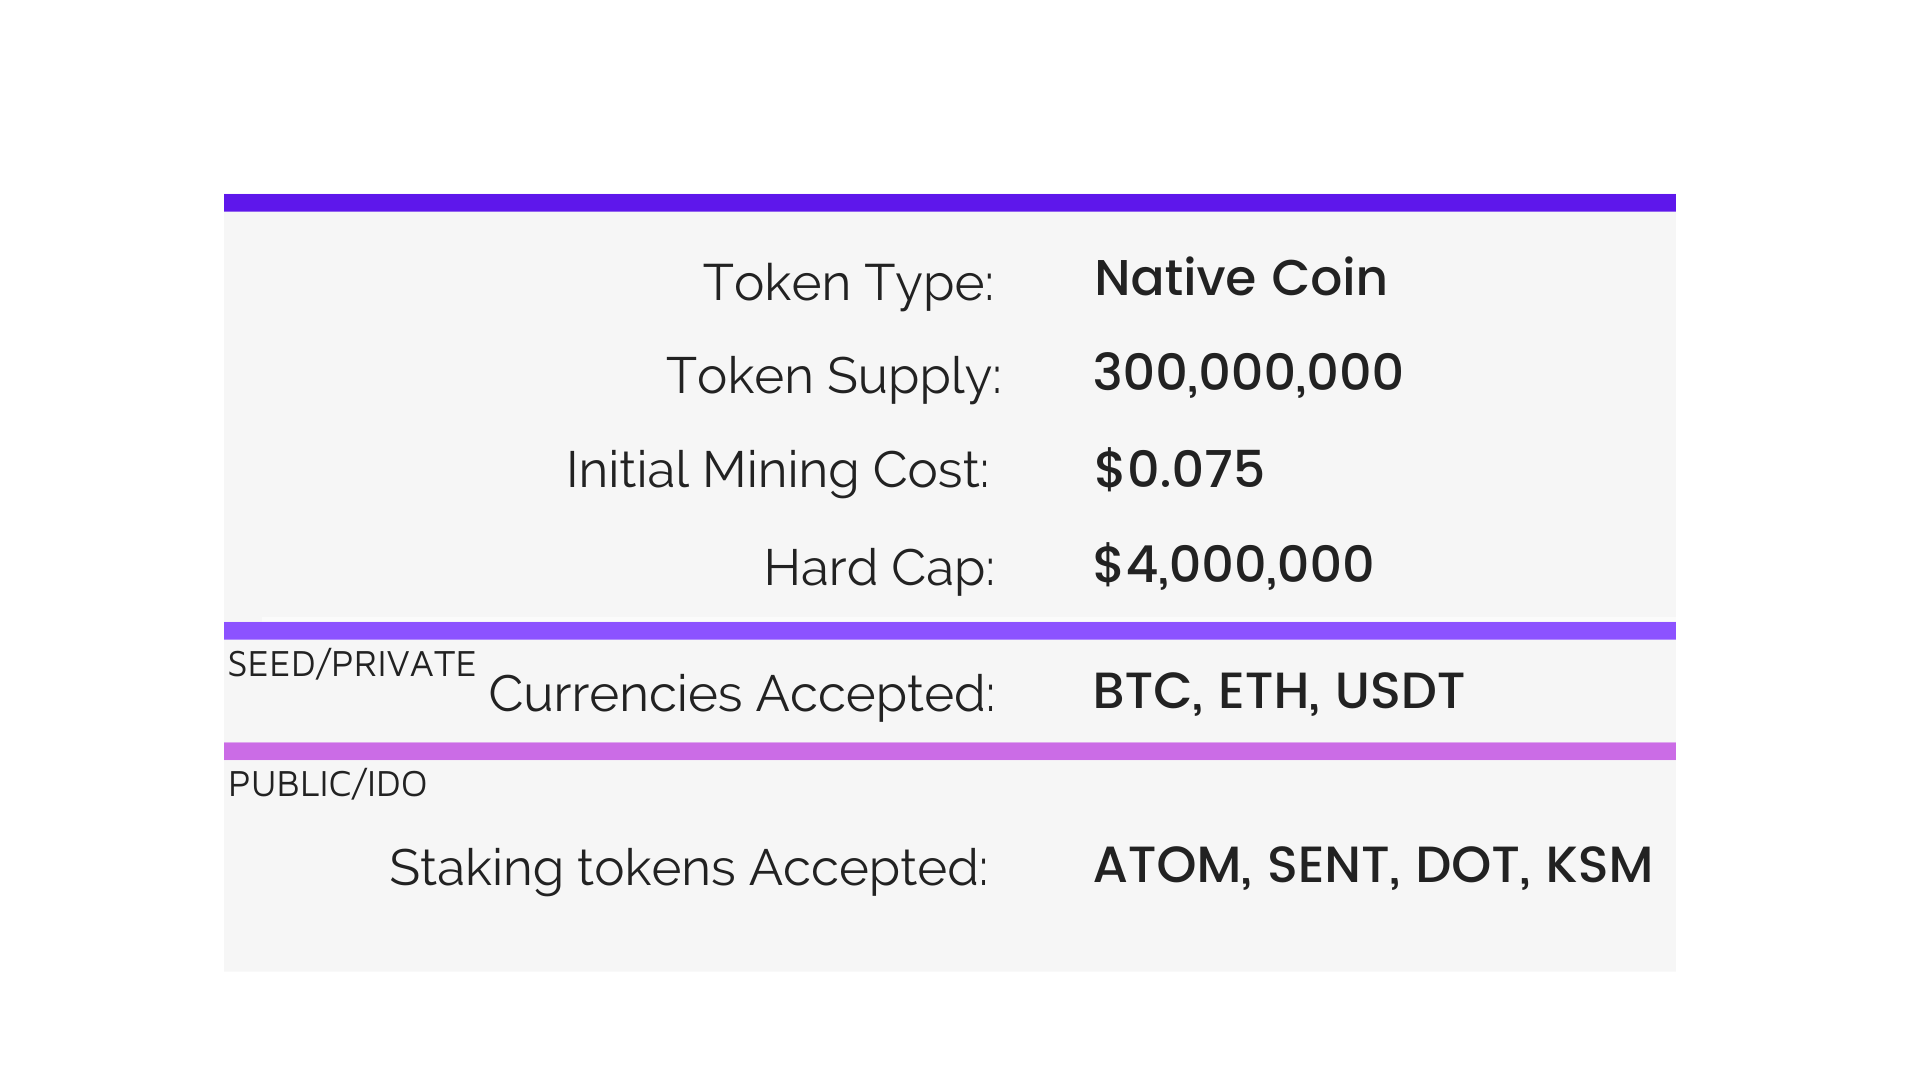 Token Type: Native Coin
Token Supply: 300,000,000
Initial Mining Cost: $0.075
Hard Cap: $4,000,000
SEED/PRIVATE
Currencies Accepted: BTC, ETH, USDT
PUBLIC/IDO
Staking tokens Accepted: ATOM, SENT, DOT, KSM